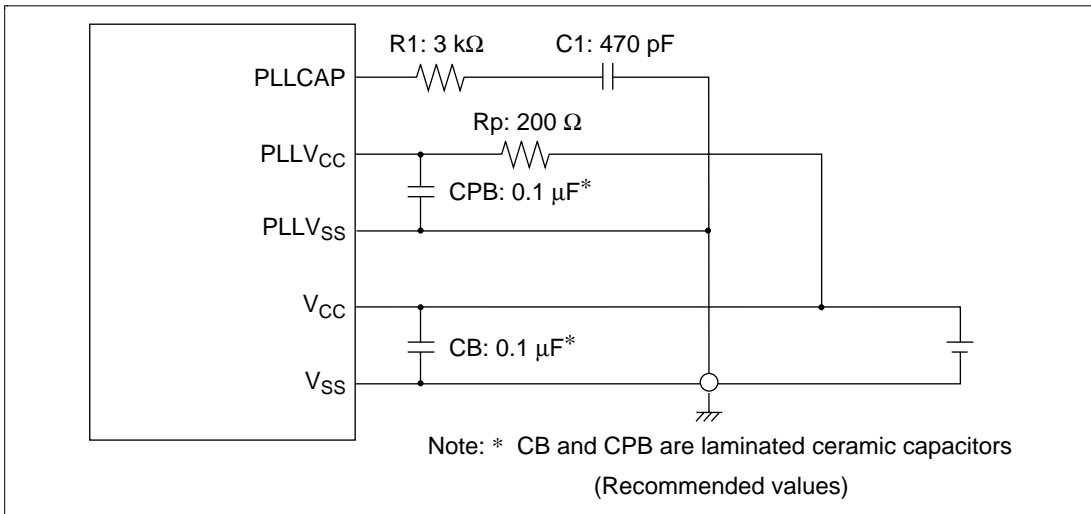 R1: 3 kΩ
C1: 470 pF
PLLCAP
Rp: 200 Ω
PLLVCC
CPB: 0.1 μF*
PLLVSS
VCC
CB: 0.1 μF*
VSS
Note: * CB and CPB are laminated ceramic capacitors
(Recommended values)